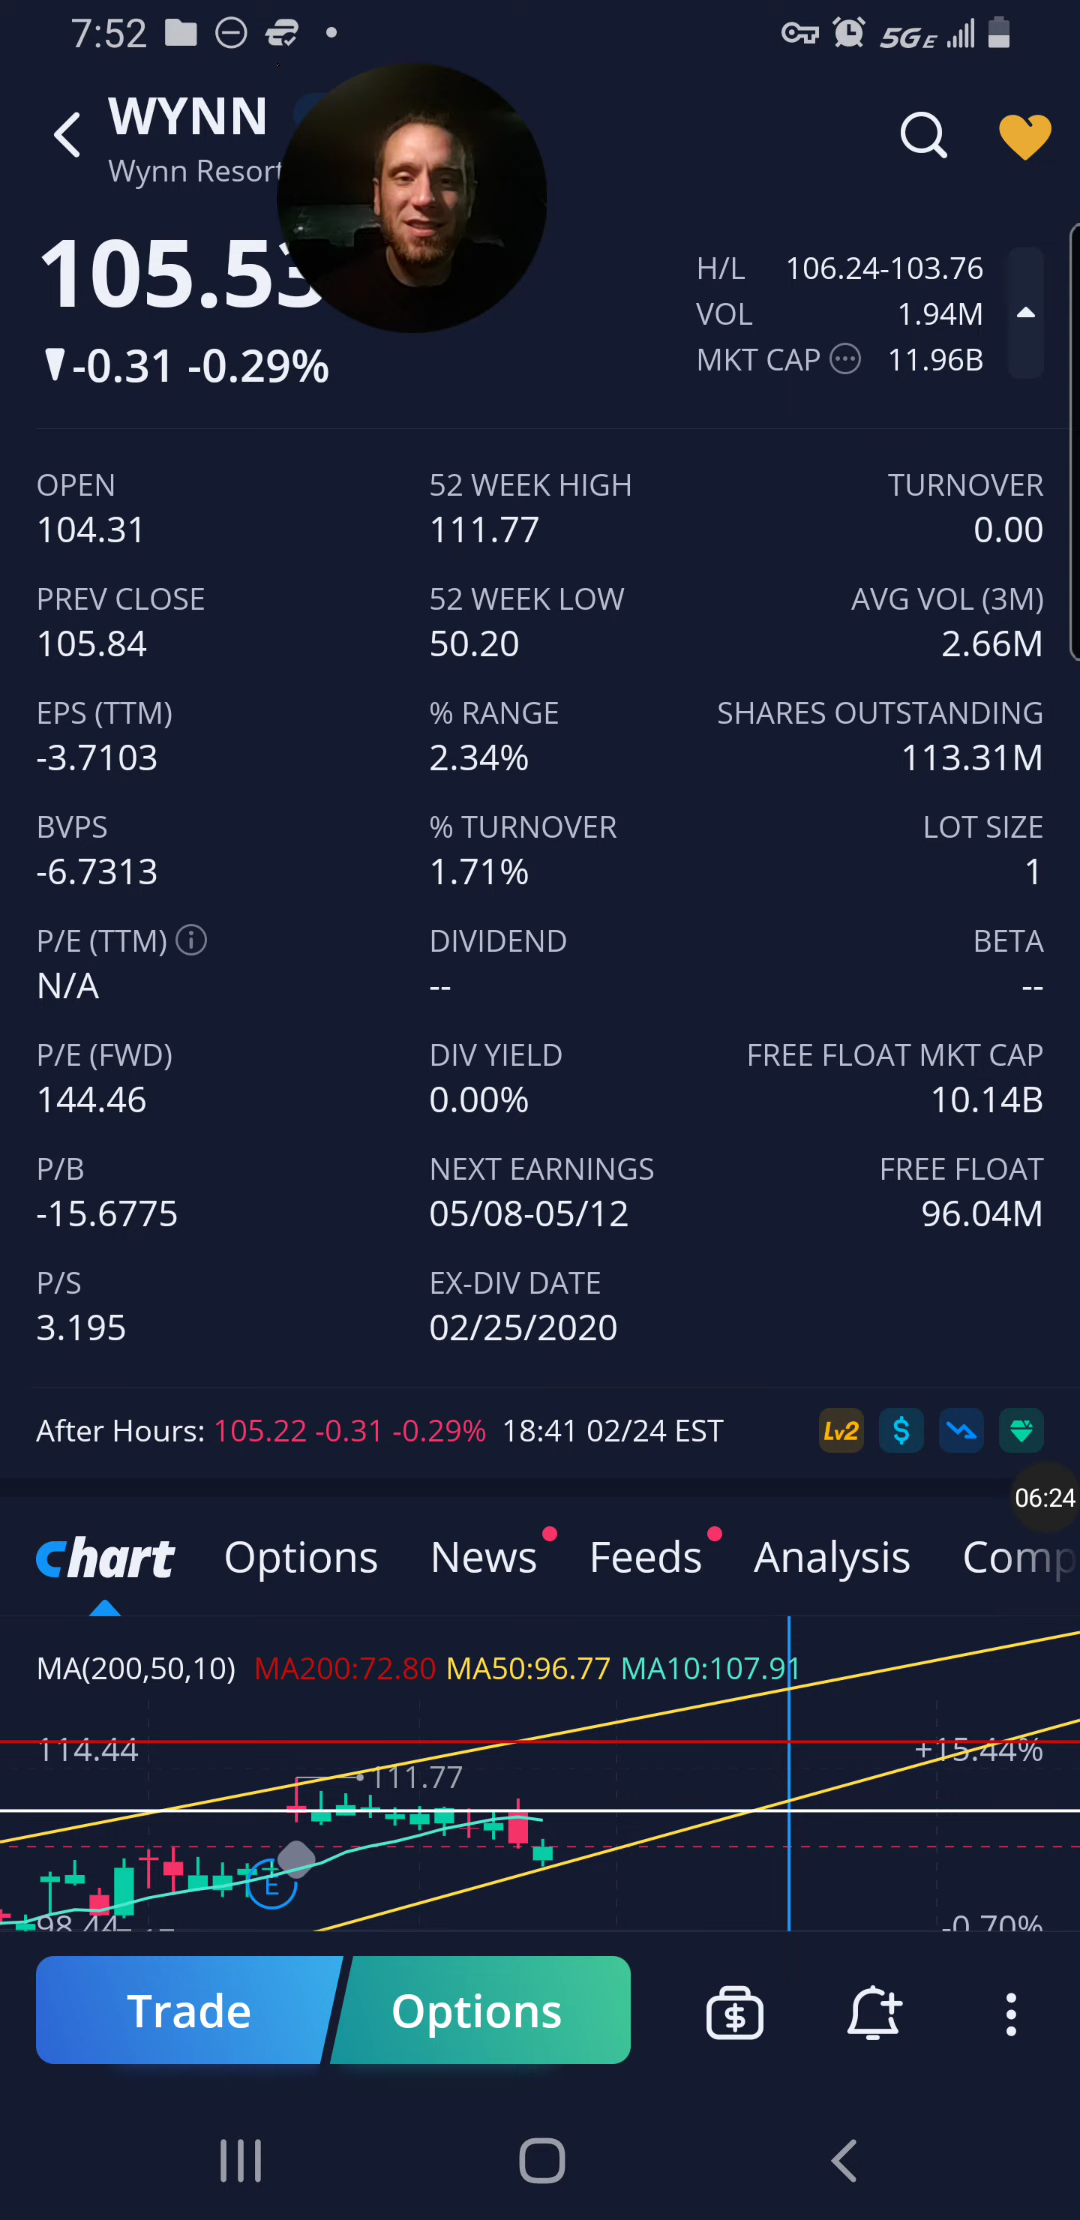 7:52 5G E
WYNN
Wynn Resort
105.53
-0.31 -0.29%
H/L 106.24-103.76
VOL 1.94M
MKT CAP 11.96B
OPEN 52 WEEK HIGH TURNOVER
104.31 111.77 0.00
PREV CLOSE 52 WEEK LOW AVG VOL (3M)
105.84 50.20 2.66M
EPS (TTM) % RANGE SHARES OUTSTANDING
-3.7103 2.34% 113.31M
BVPS % TURNOVER LOT SIZE
-6.7313 1.71% 1
P/E (TTM) DIVIDEND BETA
N/A -- --
P/E (FWD) DIV YIELD FREE FLOAT MKT CAP
144.46 0.00% 10.14B
P/B NEXT EARNINGS FREE FLOAT
-15.6775 05/08-05/12 96.04M
P/S EX-DIV DATE
3.195 02/25/2020
After Hours: 105.22 -0.31 -0.29% 18:41 02/24 EST Lv2 $
06:24
Chart Options News Feeds Analysis Comp
MA(200,50,10) MA200:72.80 MA50:96.77 MA10:107.91
114.44 +15.44%
111.77
E
98.44 -0.70%
Trade Options $